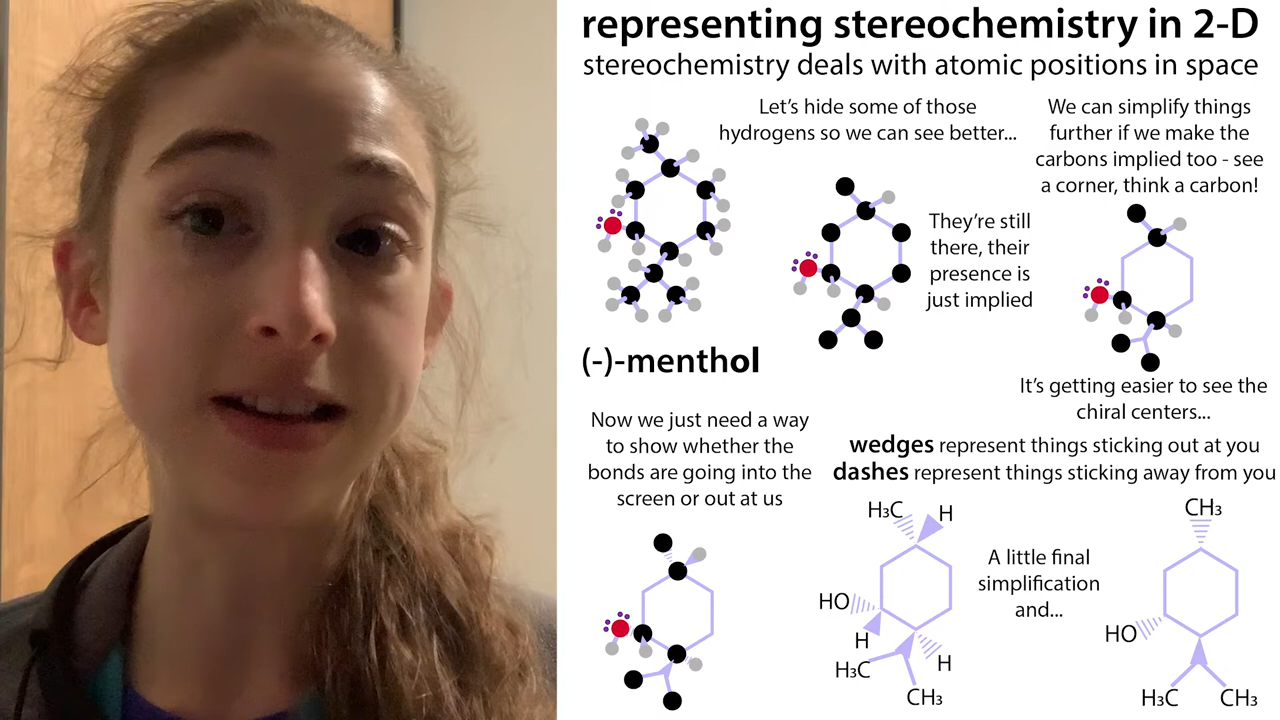 representing stereochemistry in 2-D
stereochemistry deals with atomic positions in space
Let's hide some of those
hydrogens so we can see better...
We can simplify things
further if we make the
carbons implied too - see
a corner, think a carbon!
They're still
there, their
presence is
just implied
(-)-menthol
It's getting easier to see the
chiral centers...
Now we just need a way
to show whether the
bonds are going into the
screen or out at us
wedges represent things sticking out at you
dashes represent things sticking away from you
H₃C H
HO
H
H₃C
H
CH₃
A little final
simplification
and...
CH₃
HO
H₃C CH₃